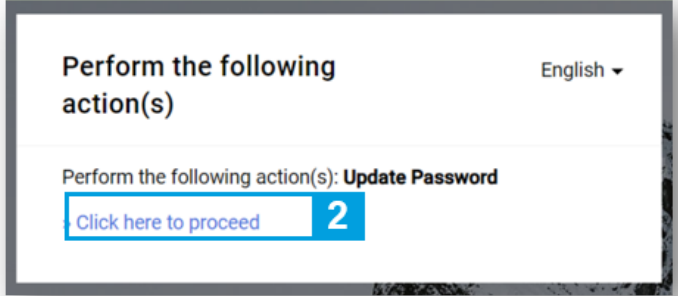 Perform the following
action(s)
English
Perform the following action(s): Update Password
» Click here to proceed
2